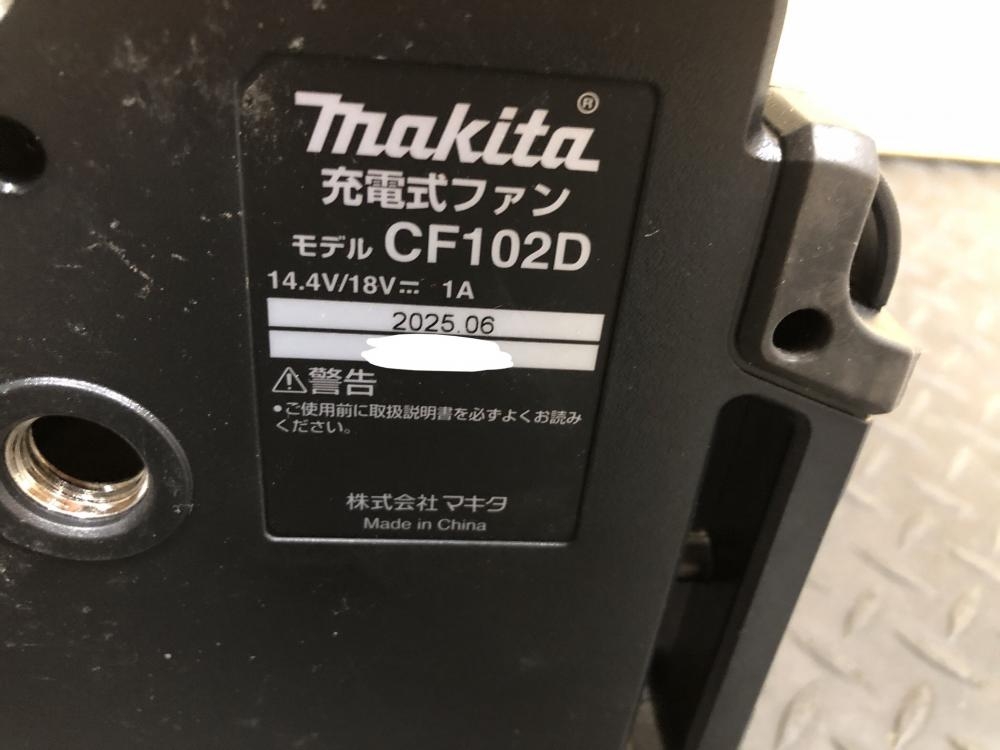 makita®
充電式ファン
モデル CF102D
14.4V/18V⎓ 1A
2025.06
⚠警告
●ご使用前に取扱説明書を必ずよくお読み
ください。
株式会社 マキタ
Made in China